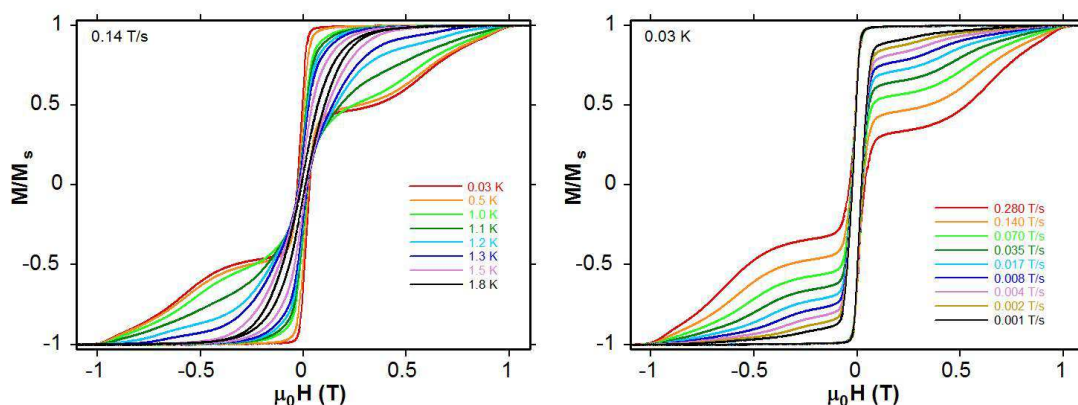 0.14 T/s
M/Ms
1
0.5
0
-0.5
-1
0.03 K
0.5 K
1.0 K
1.1 K
1.2 K
1.3 K
1.5 K
1.8 K
-1 -0.5 0 0.5 1
μ0H (T)
0.03 K
M/Ms
1
0.5
0
-0.5
-1
0.280 T/s
0.140 T/s
0.070 T/s
0.035 T/s
0.017 T/s
0.008 T/s
0.004 T/s
0.002 T/s
0.001 T/s
-1 -0.5 0 0.5 1
μ0H (T)